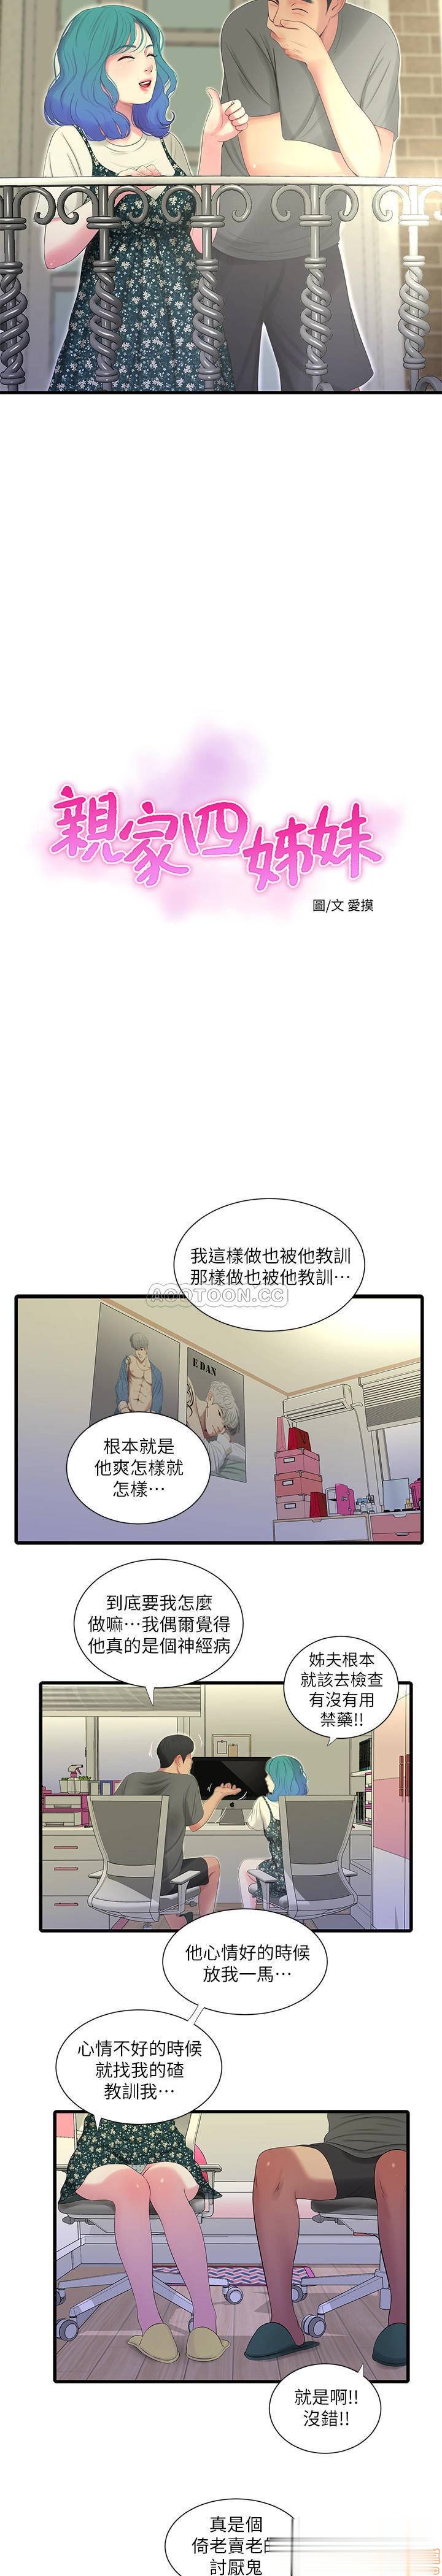 親家四姊妹
圖/文 愛摸
我這樣做也被他教訓
那樣做也被他教訓⋯
AOOTOON.CC
E DAN
根本就是
他爽怎樣就
怎樣⋯
到底要我怎麼
做嘛⋯我偶爾覺得
他真的是個神經病
姊夫根本
就該去檢查
有沒有用
禁藥!!
他心情好的時候
放我一馬⋯
心情不好的時候
就找我的碴
教訓我⋯
就是啊!!
沒錯!!
真是個
倚老賣老的
討厭鬼